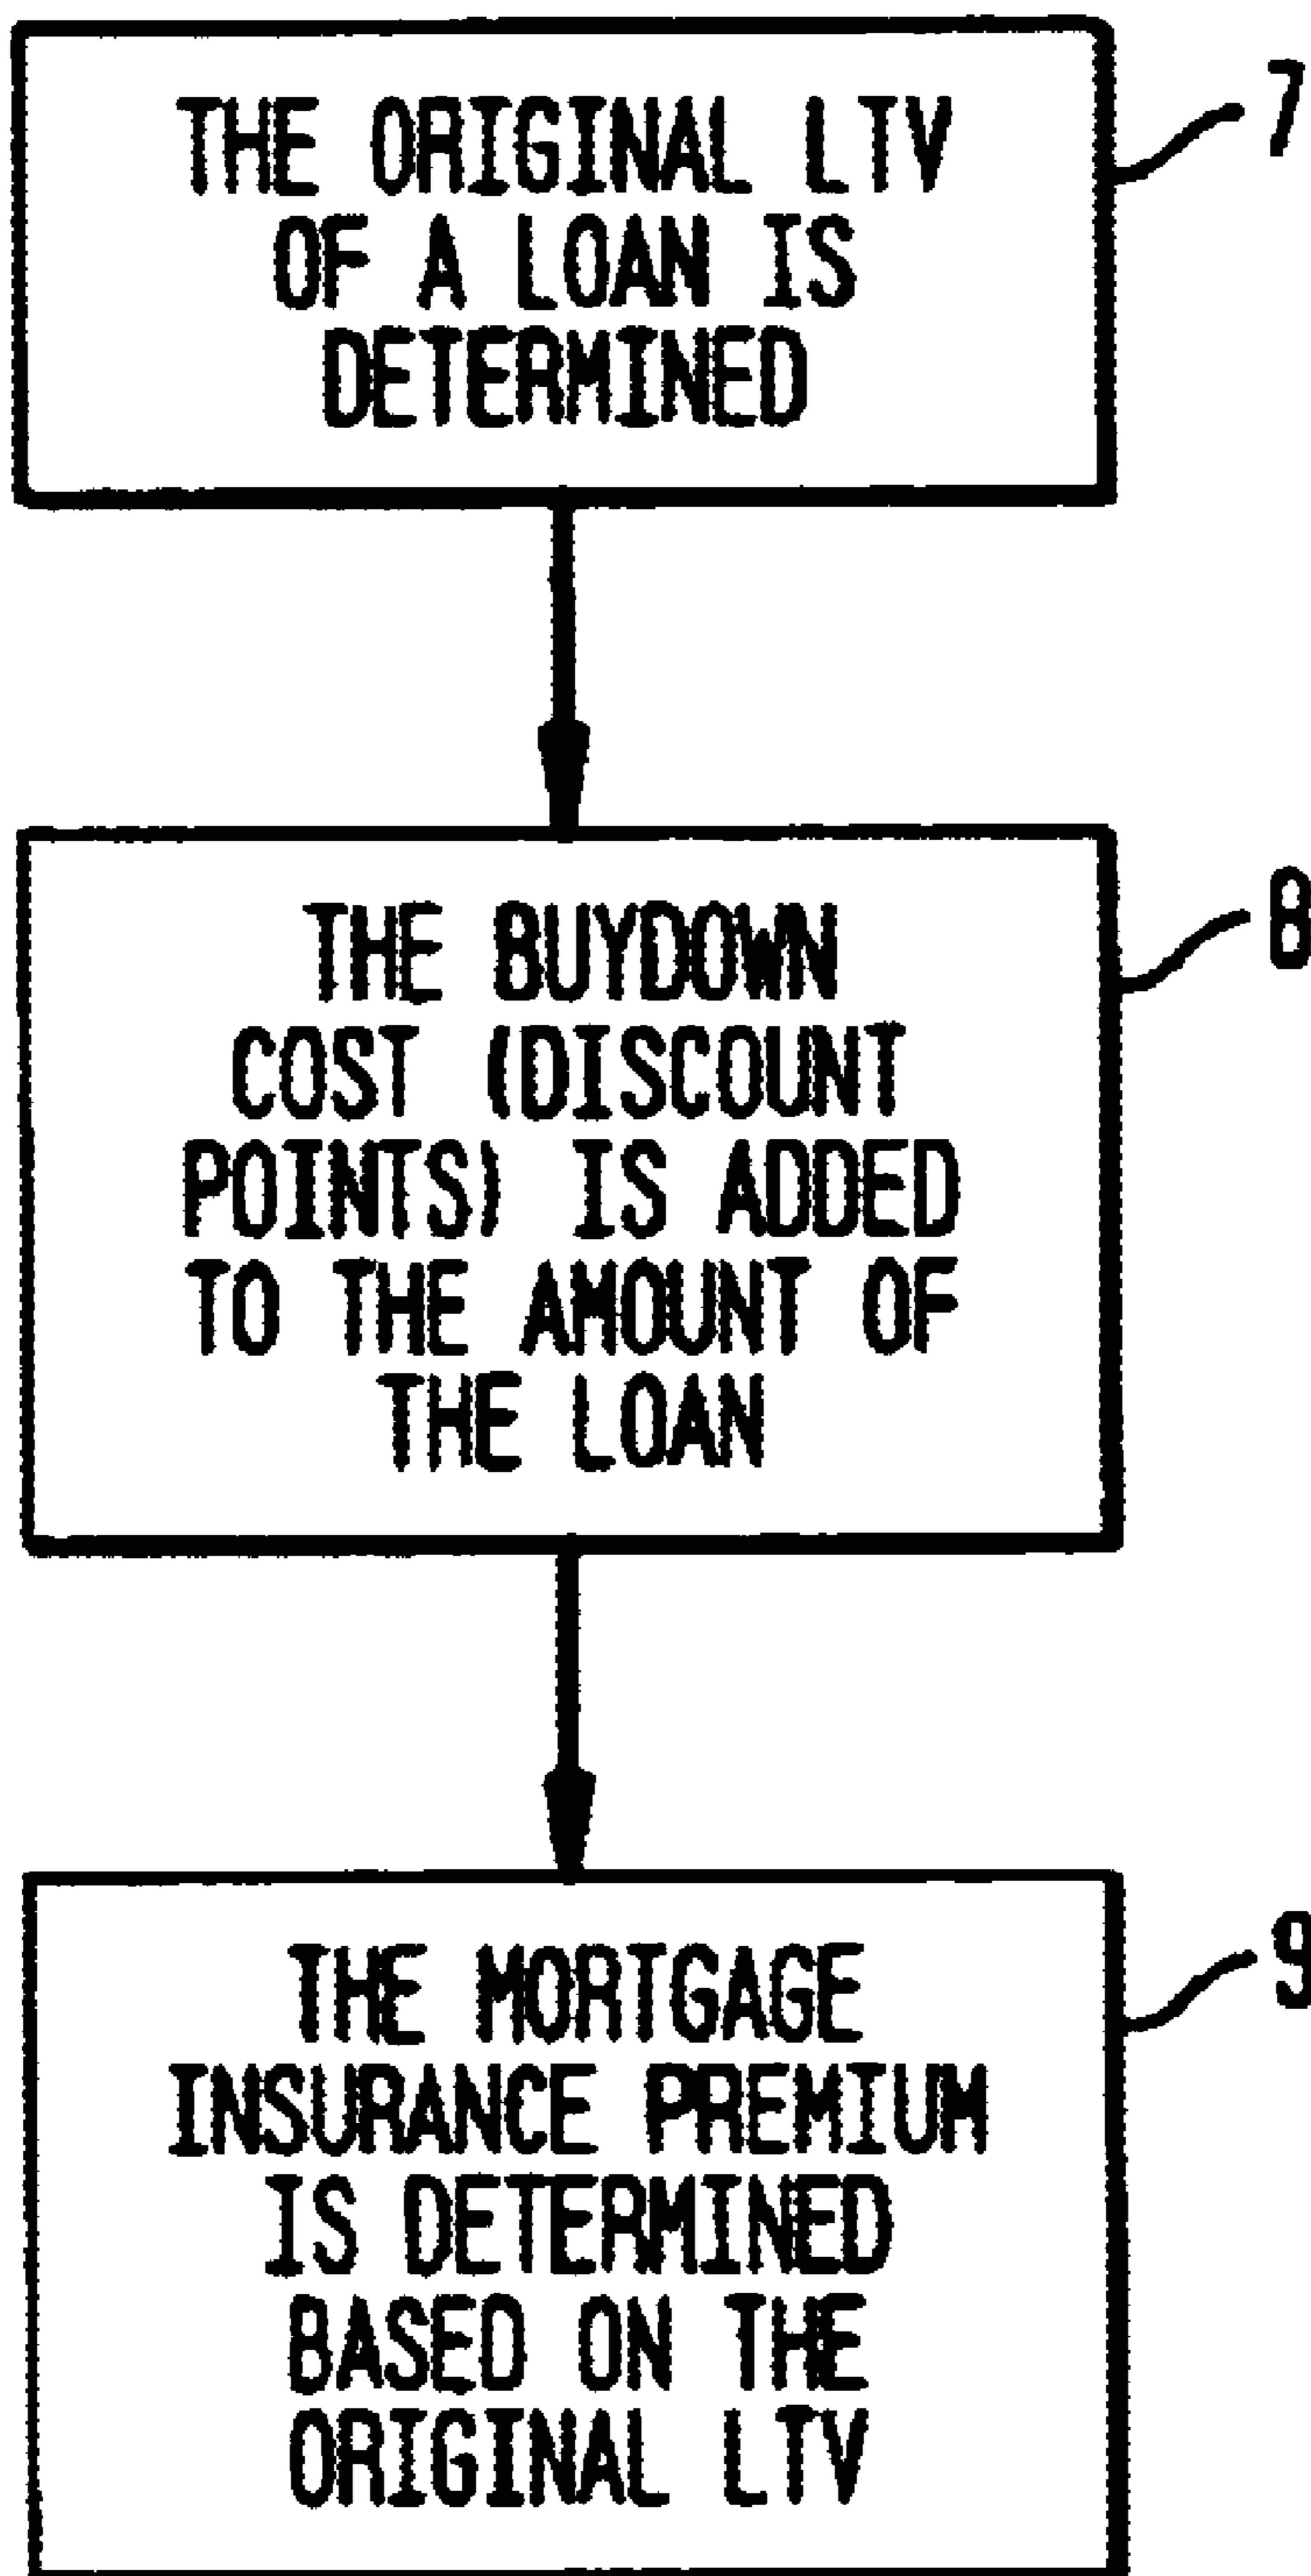 THE ORIGINAL LTV
OF A LOAN IS
DETERMINED
7
THE BUYDOWN
COST (DISCOUNT
POINTS) IS ADDED
TO THE AMOUNT OF
THE LOAN
8
THE MORTGAGE
INSURANCE PREMIUM
IS DETERMINED
BASED ON THE
ORIGINAL LTV
9